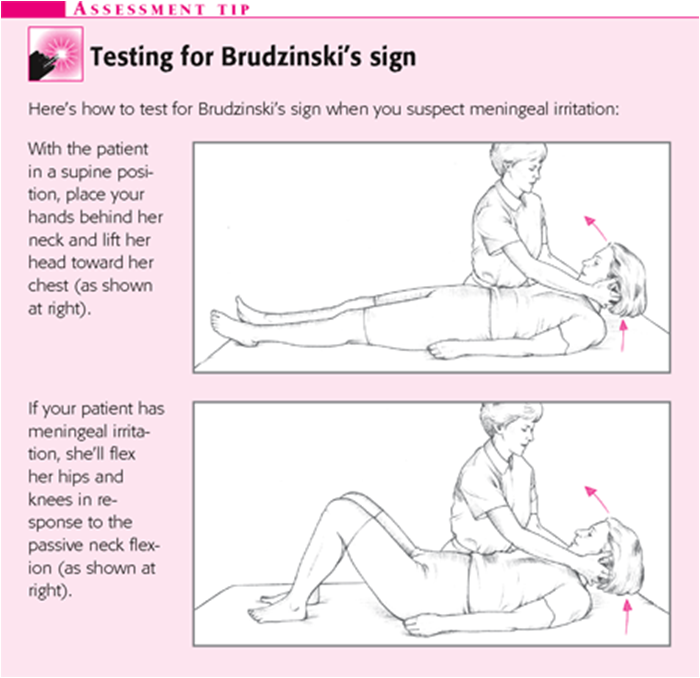 ASSESSMENT TIP
Testing for Brudzinski's sign
Here's how to test for Brudzinski's sign when you suspect meningeal irritation:
With the patient
in a supine posi-
tion, place your
hands behind her
neck and lift her
head toward her
chest (as shown
at right).
If your patient has
meningeal irrita-
tion, she'll flex
her hips and
knees in re-
sponse to the
passive neck flex-
ion (as shown at
right).